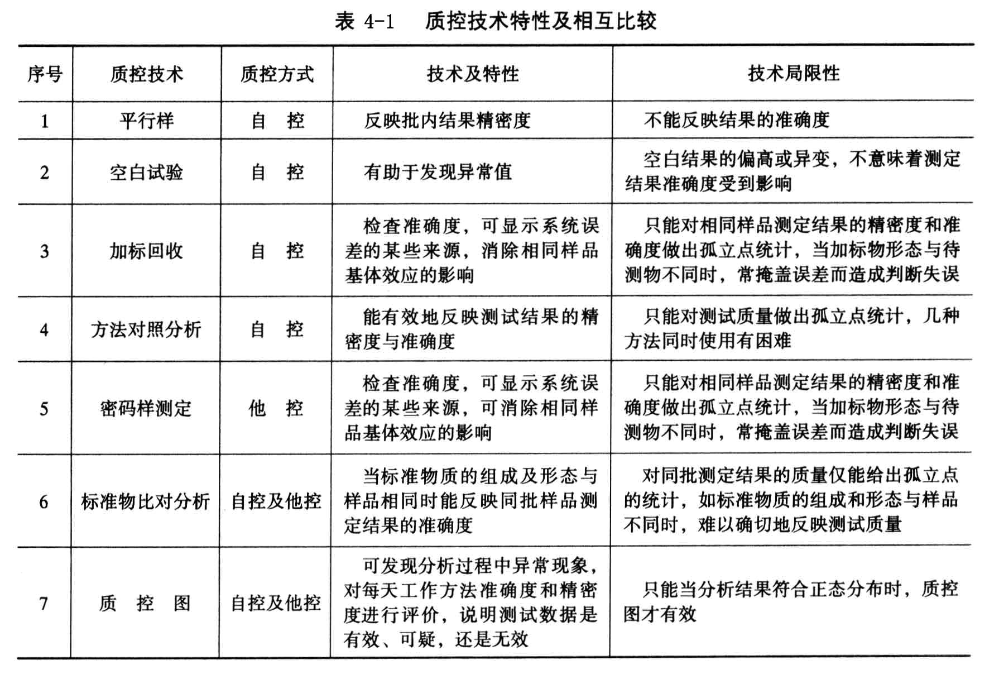 表 4-1 质控技术特性及相互比较
序号 质控技术 质控方式 技术及特性 技术局限性
1 平行样 自 控 反映批内结果精密度 不能反映结果的准确度
2 空白试验 自 控 有助于发现异常值 空白结果的偏高或异变，不意味着测定
结果准确度受到影响
3 加标回收 自 控 检查准确度，可显示系统误
差的某些来源，消除相同样品
基体效应的影响
只能对相同样品测定结果的精密度和准
确度做出孤立点统计，当加标物形态与待
测物不同时，常掩盖误差而造成判断失误
4 方法对照分析 自 控 能有效地反映测试结果的精
密度与准确度
只能对测试质量做出孤立点统计，几种
方法同时使用有困难
5 密码样测定 他 控 检查准确度，可显示系统误
差的某些来源，可消除相同样
品基体效应的影响
只能对相同样品测定结果的精密度和准
确度做出孤立点统计，当加标物形态与待
测物不同时，常掩盖误差而造成判断失误
6 标准物比对分析 自控及他控 当标准物质的组成及形态与
样品相同时能反映同批样品测
定结果的准确度
对同批测定结果的质量仅能给出孤立点
的统计，如标准物质的组成和形态与样品
不同时，难以确切地反映测试质量
7 质 控 图 自控及他控 可发现分析过程中异常现象，
对每天工作方法准确度和精密
度进行评价，说明测试数据是
有效、可疑，还是无效
只能当分析结果符合正态分布时，质控
图才有效